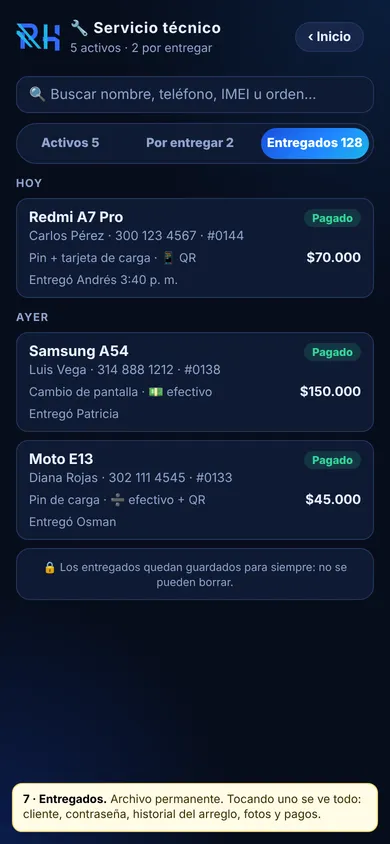 RH
🔧 Servicio técnico
5 activos · 2 por entregar
‹ Inicio
🔍 Buscar nombre, teléfono, IMEI u orden...
Activos 5
Por entregar 2
Entregados 128
HOY
Redmi A7 Pro
Pagado
Carlos Pérez · 300 123 4567 · #0144
Pin + tarjeta de carga · 📱 QR
$70.000
Entregó Andrés 3:40 p. m.
AYER
Samsung A54
Pagado
Luis Vega · 314 888 1212 · #0138
Cambio de pantalla · 💵 efectivo
$150.000
Entregó Patricia
Moto E13
Pagado
Diana Rojas · 302 111 4545 · #0133
Pin de carga · ➗ efectivo + QR
$45.000
Entregó Osman
🔒 Los entregados quedan guardados para siempre: no se
pueden borrar.
7 · Entregados. Archivo permanente. Tocando uno se ve todo:
cliente, contraseña, historial del arreglo, fotos y pagos.